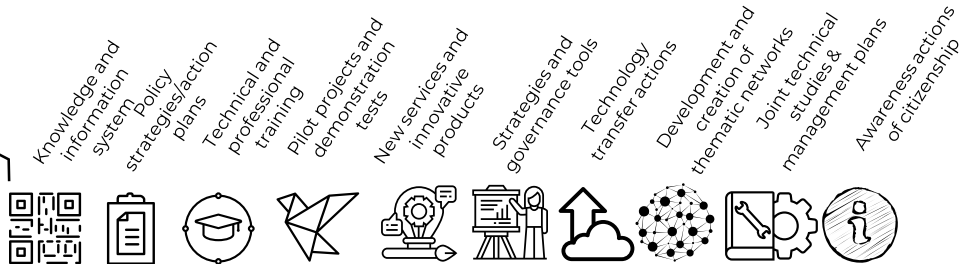 Knowledge and
information
system
Policy
strategies/action
plans
Technical and
professional
training
Pilot projects and
demonstration
tests
New services and
innovative
products
Strategies and
governance tools
Technology
transfer actions
Development and
creation of
thematic networks
Joint technical
studies &
management plans
Awareness actions
of citizenship